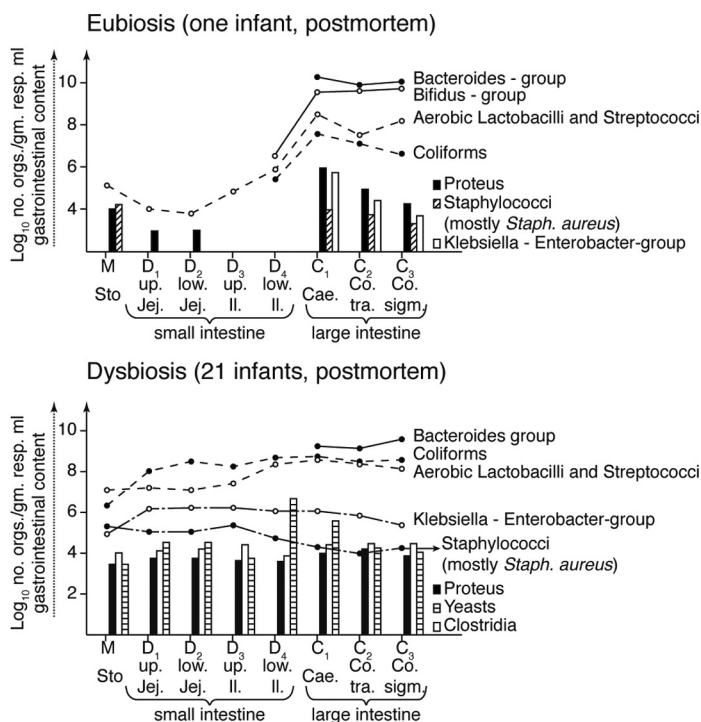 Eubiosis (one infant, postmortem)
Log10 no. orgs./gm. resp. ml
gastrointestinal content
10
8
6
4
Bacteroides - group
Bifidus - group
Aerobic Lactobacilli and Streptococci
Coliforms
Proteus
Staphylococci
(mostly Staph. aureus)
Klebsiella - Enterobacter-group
M D1 D2 D3 D4 C1 C2 C3
Sto up. low. up. low. Cae. Co. Co.
Jej. Jej. Il. Il. tra. sigm.
small intestine large intestine
Dysbiosis (21 infants, postmortem)
Log10 no. orgs./gm. resp. ml
gastrointestinal content
10
8
6
4
2
Bacteroides group
Coliforms
Aerobic Lactobacilli and Streptococci
Klebsiella - Enterobacter-group
Staphylococci
(mostly Staph. aureus)
Proteus
Yeasts
Clostridia
M D1 D2 D3 D4 C1 C2 C3
Sto up. low. up. low. Cae. Co. Co.
Jej. Jej. Il. Il. tra. sigm.
small intestine large intestine